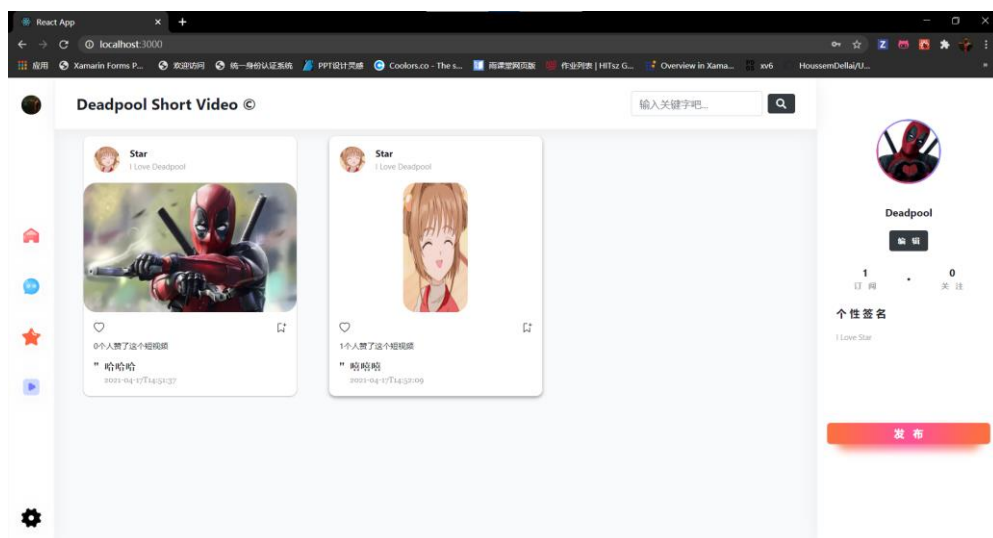 React App
localhost:3000
应用 Xamarin Forms P... 欢迎访问 统一身份认证系统 PPT设计灵感 Coolors.co - The s... 雨课堂网页版 作业列表 | HITsz G... Overview in Xama... xv6 HoussemDellai/U...
Deadpool Short Video ©
输入关键字吧...
Star
I Love Deadpool
0个人赞了这个短视频
" 哈哈哈
2021-04-17T14:51:37
Star
I Love Deadpool
1个人赞了这个短视频
" 嘻嘻嘻
2021-04-17T14:52:09
Deadpool
编 辑
1 • 0
订 阅 关 注
个 性 签 名
I Love Star
发 布